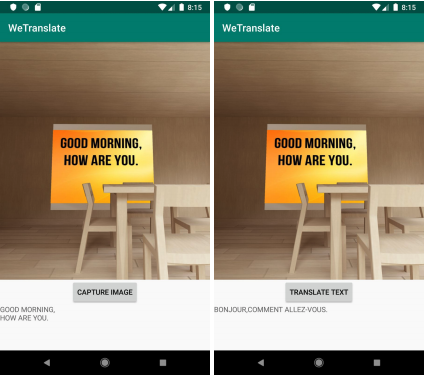 8:15
WeTranslate
GOOD MORNING,
HOW ARE YOU.
CAPTURE IMAGE
GOOD MORNING,
HOW ARE YOU.
8:15
WeTranslate
GOOD MORNING,
HOW ARE YOU.
TRANSLATE TEXT
BONJOUR,COMMENT ALLEZ-VOUS.